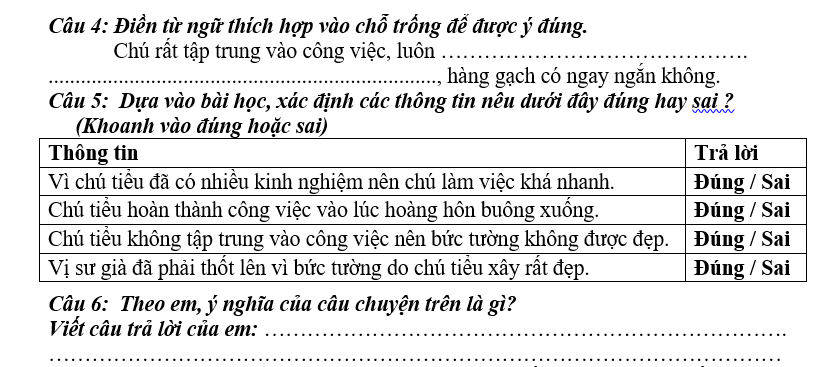 Câu 4: Điền từ ngữ thích hợp vào chỗ trống để được ý đúng.
Chú rất tập trung vào công việc, luôn ……………………………………
........................................................................, hàng gạch có ngay ngắn không.
Câu 5: Dựa vào bài học, xác định các thông tin nêu dưới đây đúng hay sai ?
(Khoanh vào đúng hoặc sai)
Thông tin Trả lời
Vì chú tiểu đã có nhiều kinh nghiệm nên chú làm việc khá nhanh. Đúng / Sai
Chú tiểu hoàn thành công việc vào lúc hoàng hôn buông xuống. Đúng / Sai
Chú tiểu không tập trung vào công việc nên bức tường không được đẹp. Đúng / Sai
Vị sư già đã phải thốt lên vì bức tường do chú tiểu xây rất đẹp. Đúng / Sai
Câu 6: Theo em, ý nghĩa của câu chuyện trên là gì?
Viết câu trả lời của em: ……………………………………………………………….
…………………………………………………………………………………………